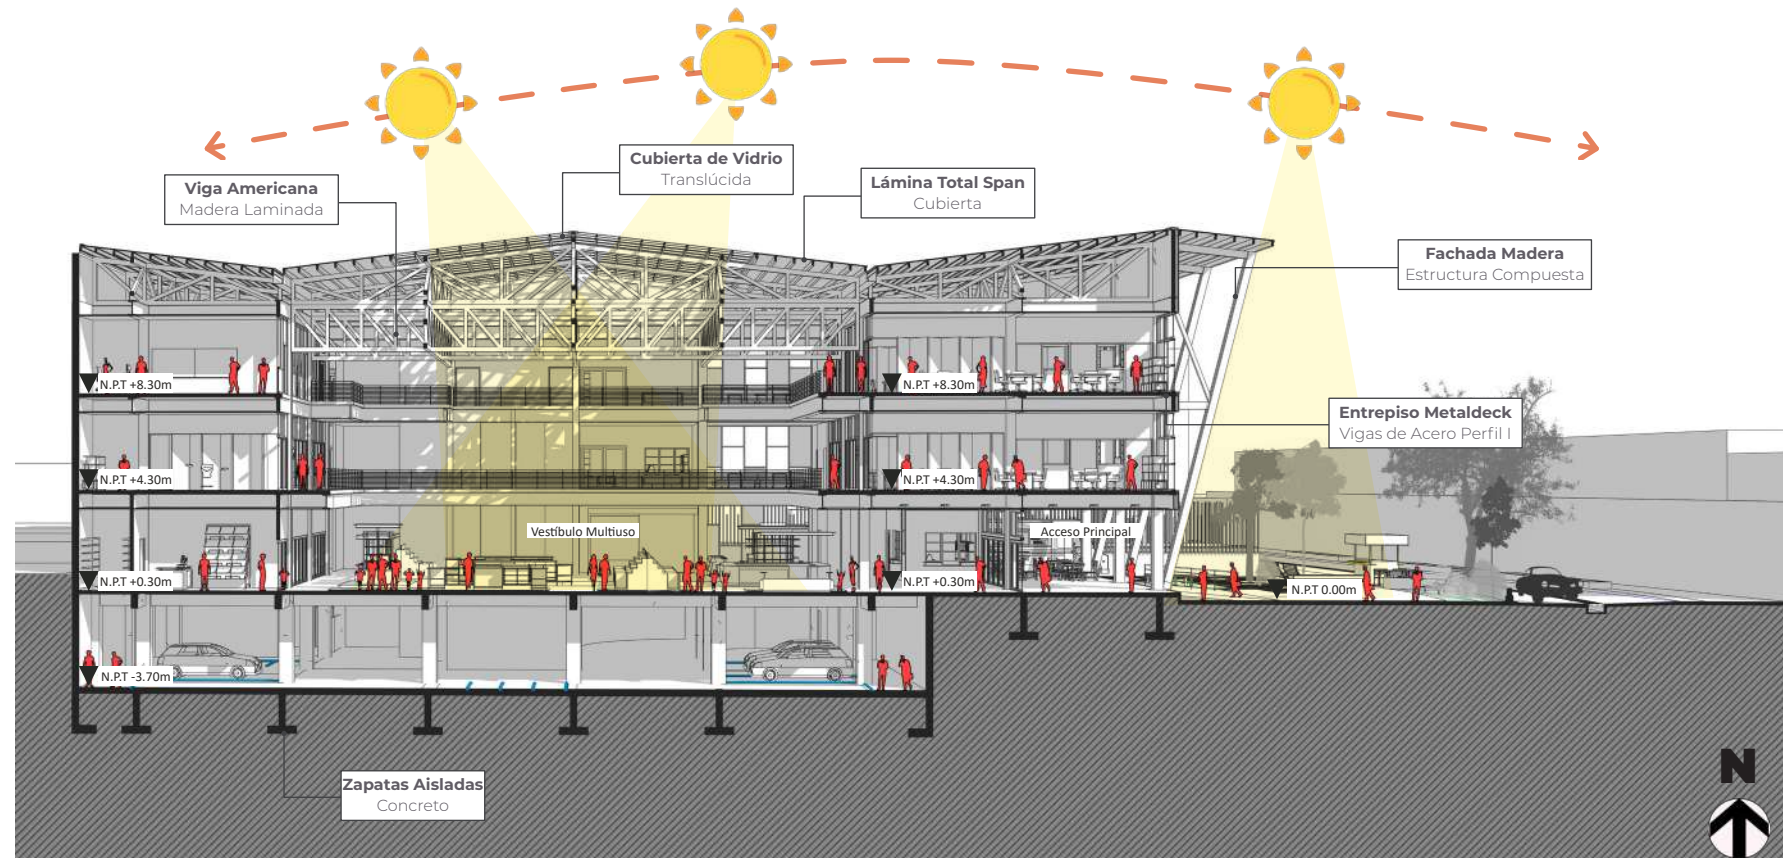 Cubierta de Vidrio
Translúcida
Viga Americana
Madera Laminada
Lámina Total Span
Cubierta
Fachada Madera
Estructura Compuesta
N.P.T +8.30m
N.P.T +8.30m
Entrepiso Metaldeck
Vigas de Acero Perfil I
N.P.T +4.30m
N.P.T +4.30m
Vestíbulo Multiuso
Acceso Principal
N.P.T +0.30m
N.P.T +0.30m
N.P.T 0.00m
N.P.T -3.70m
Zapatas Aisladas
Concreto
N